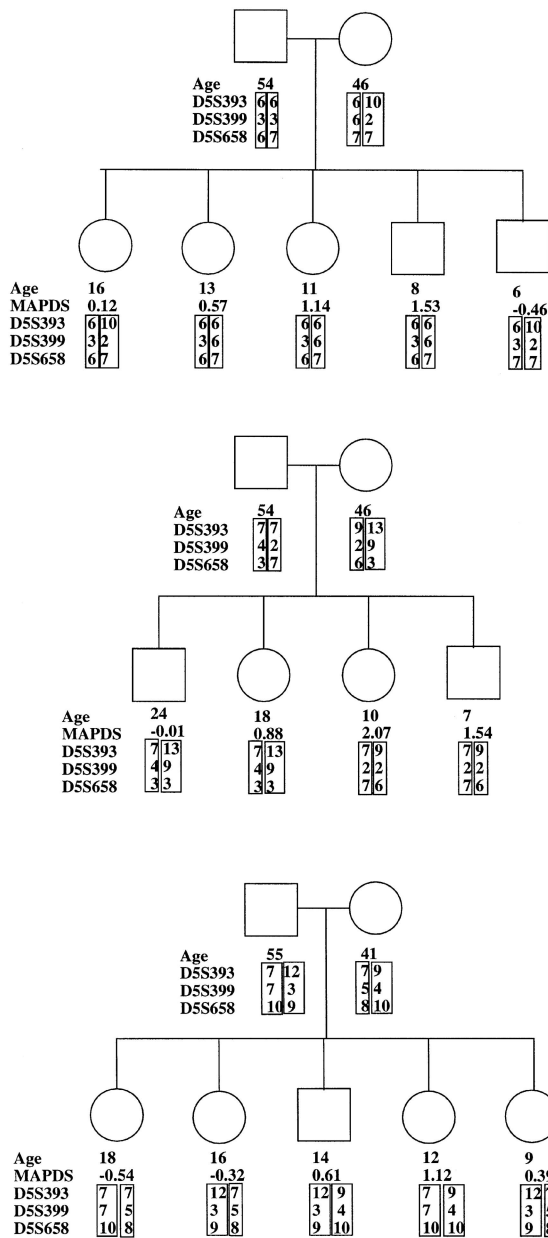 Age 54 46
D5S393 6 6 6 10
D5S399 3 3 6 2
D5S658 6 7 7 7
Age 16 13 11 8 6
MAPDS 0.12 0.57 1.14 1.53 -0.46
D5S393 6 10 6 6 6 6 6 6 6 10
D5S399 3 2 3 6 3 6 3 6 3 2
D5S658 6 7 6 7 6 7 6 7 7 7
Age 54 46
D5S393 7 7 9 13
D5S399 4 2 2 9
D5S658 3 7 6 3
Age 24 18 10 7
MAPDS -0.01 0.88 2.07 1.54
D5S393 7 13 7 13 7 9 7 9
D5S399 4 9 4 9 2 2 2 2
D5S658 3 3 3 3 7 6 7 6
Age 55 41
D5S393 7 12 7 9
D5S399 7 3 5 4
D5S658 10 9 8 10
Age 18 16 14 12 9
MAPDS -0.54 -0.32 0.61 1.12
D5S393 7 7 12 7 12 9 7 9 12
D5S399 7 5 3 5 3 4 3 4 3
D5S658 10 8 9 8 9 10 10 10 9